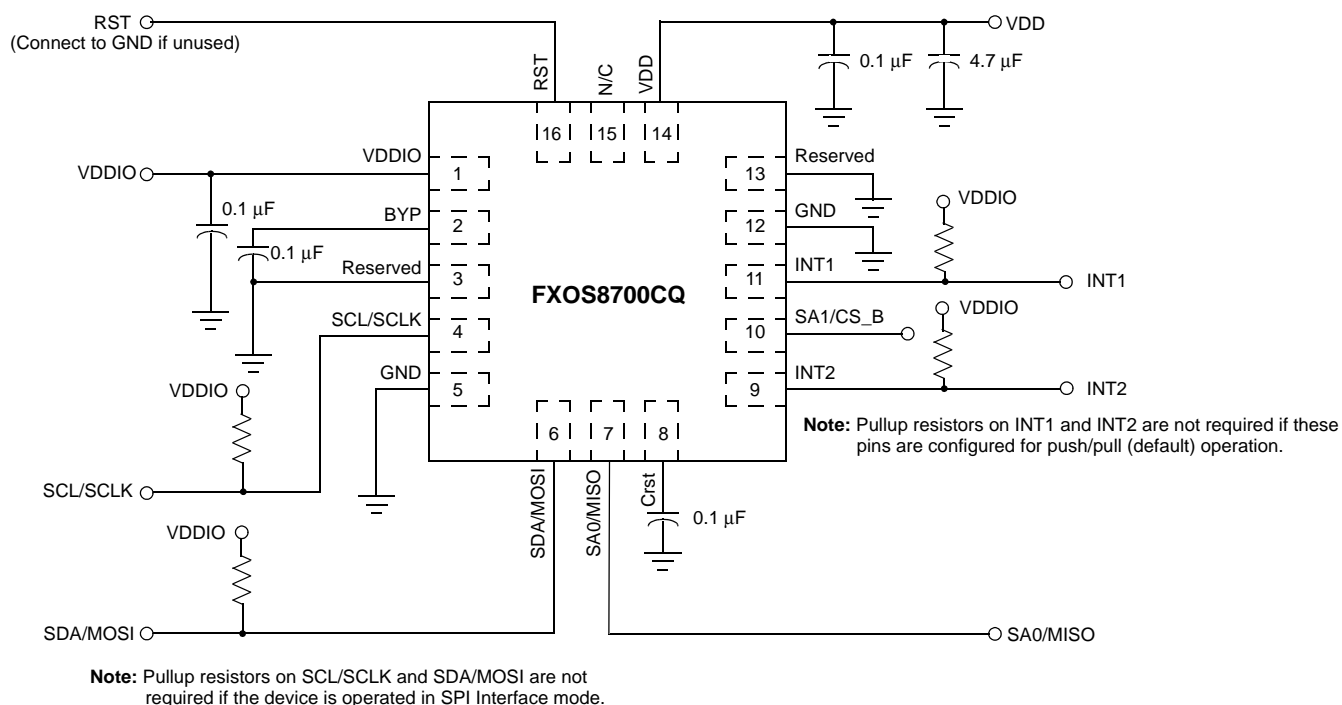 RST
(Connect to GND if unused)
VDD
0.1 μF
4.7 μF
RST
N/C
VDD
16
15
14
VDDIO
VDDIO
1
0.1 μF
BYP
2
0.1 μF
Reserved
3
SCL/SCLK
4
GND
5
FXOS8700CQ
Reserved
13
GND
12
VDDIO
INT1
11
INT1
SA1/CS_B
10
VDDIO
INT2
9
INT2
Note: Pullup resistors on INT1 and INT2 are not required if these
pins are configured for push/pull (default) operation.
VDDIO
SCL/SCLK
6
7
8
SDA/MOSI
SA0/MISO
Crst
0.1 μF
VDDIO
SDA/MOSI
SA0/MISO
Note: Pullup resistors on SCL/SCLK and SDA/MOSI are not
required if the device is operated in SPI Interface mode.